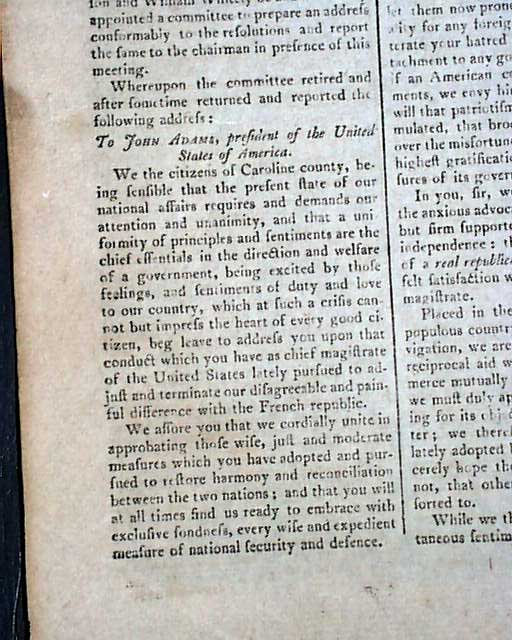 son and William
appointed a committee to prepare an addreſs
conformably to the reſolutions and report
the ſame to the chairman in preſence of this
meeting.
Whereupon the committee retired and
after ſometime returned and reported the
following addreſs:
To JOHN ADAMS, preſident of the United
States of America.
We the citizens of Caroline county, be-
ing ſenſible that the preſent ſtate of our
national affairs requires and demands our
attention and unanimity, and that a uni-
formity of principles and ſentiments are the
chief eſſentials in the direction and welfare
of a government, being excited by thoſe
feelings, and ſentiments of duty and love
to our country, which at ſuch a criſis can-
not but impreſs the heart of every good ci-
tizen, beg leave to addreſs you upon that
conduct which you have as chief magiſtrate
of the United States lately purſued to ad-
juſt and terminate our diſagreeable and pain-
ful difference with the French republic.
We aſſure you that we cordially unite in
approbating thoſe wiſe, juſt and moderate
meaſures which you have adopted and pur-
ſued to reſtore harmony and reconciliation
between the two nations; and that you will
at all times find us ready to embrace with
excluſive fondneſs, every wiſe and expedient
meaſure of national ſecurity and defence.
let them now pron
ality for any foreig
terate your hatred
tachment to any go
if an American c
ments, we envy hi
will that patriotiſm
mulated, that bro
over the misfortun
higheſt gratificatio
ſures of its govern
In you, ſir, w
the anxious advoca
but firm ſupporte
independence: th
of a real republic
felt ſatisfaction w
magiſtrate.
Placed in the
populous countr
vigation, we are
reciprocal aid w
merce mutually
we muſt duly ap
ing for its obj
ter; we theref
lately adopted b
cerely hope the
not, that othe
ſorted to.
While we th
taneous ſentim